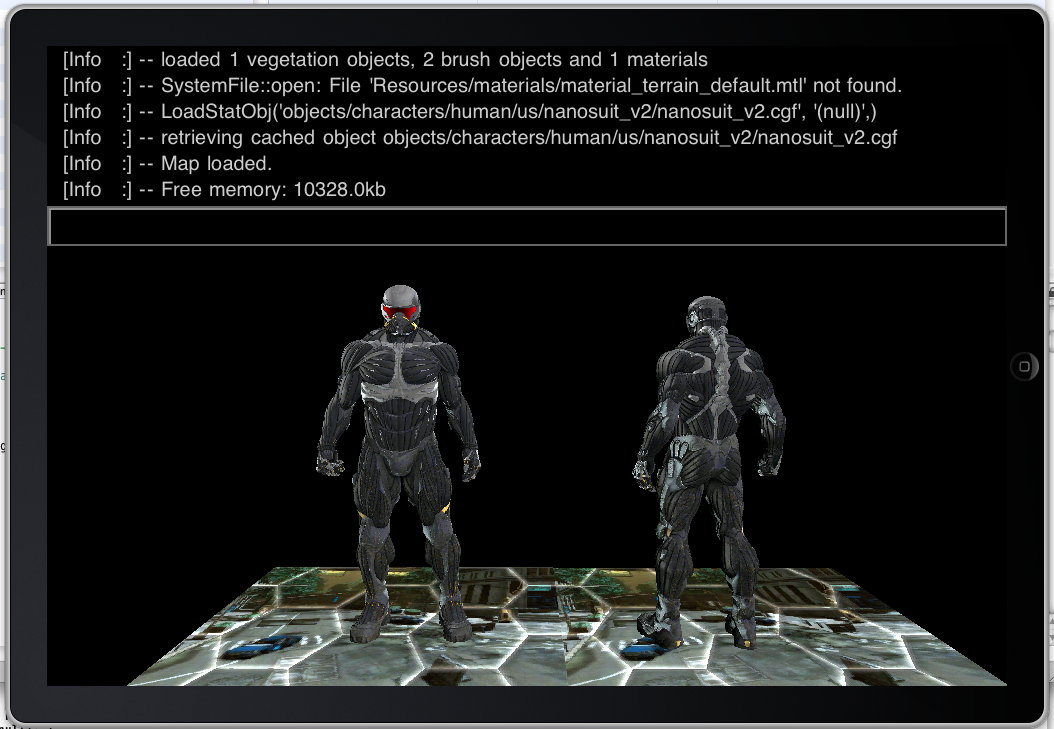 [Info :] -- loaded 1 vegetation objects, 2 brush objects and 1 materials
[Info :] -- SystemFile::open: File 'Resources/materials/material_terrain_default.mtl' not found.
[Info :] -- LoadStatObj('objects/characters/human/us/nanosuit_v2/nanosuit_v2.cgf', '(null)',)
[Info :] -- retrieving cached object objects/characters/human/us/nanosuit_v2/nanosuit_v2.cgf
[Info :] -- Map loaded.
[Info :] -- Free memory: 10328.0kb